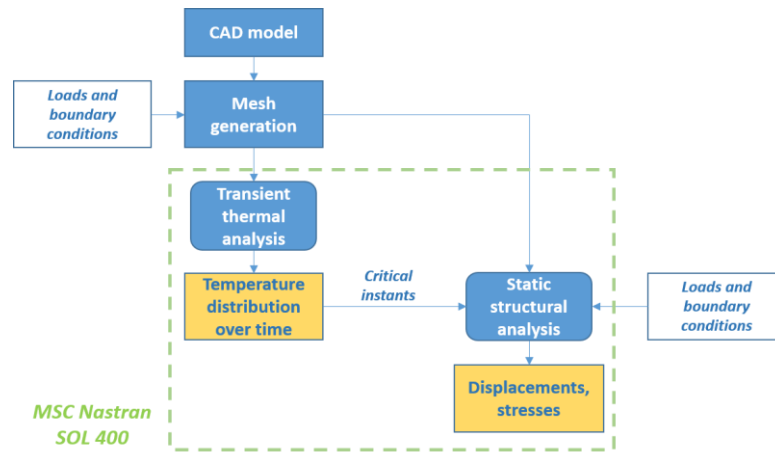 CAD model
Loads and
boundary
conditions
Mesh
generation
Transient
thermal
analysis
Temperature
distribution
over time
Critical
instants
Static
structural
analysis
Loads and
boundary
conditions
Displacements,
stresses
MSC Nastran
SOL 400